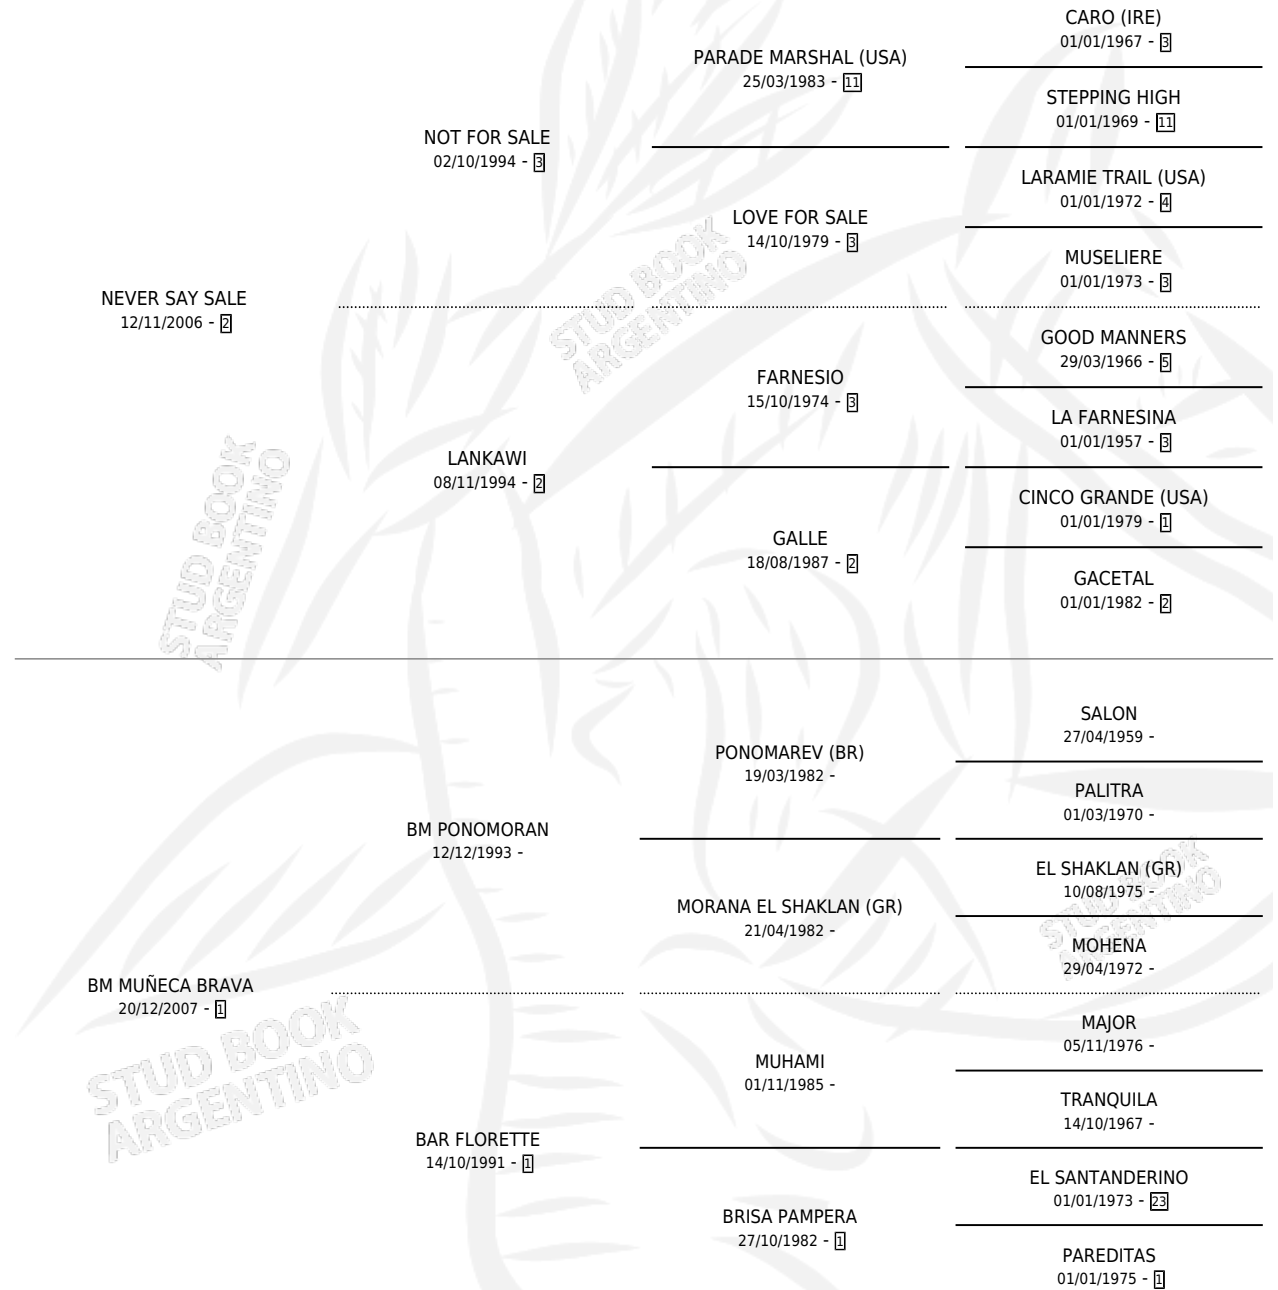 CARO (IRE)
01/01/1967 - 3
PARADE MARSHAL (USA)
25/03/1983 - 11
STEPPING HIGH
01/01/1969 - 11
NOT FOR SALE
02/10/1994 - 3
LARAMIE TRAIL (USA)
01/01/1972 - 4
LOVE FOR SALE
14/10/1979 - 3
MUSELIERE
01/01/1973 - 3
NEVER SAY SALE
12/11/2006 - 2
GOOD MANNERS
29/03/1966 - 5
FARNESIO
15/10/1974 - 3
LA FARNESINA
01/01/1957 - 3
LANKAWI
08/11/1994 - 2
CINCO GRANDE (USA)
01/01/1979 - 1
GALLE
18/08/1987 - 2
GACETAL
01/01/1982 - 2
SALON
27/04/1959 -
PONOMAREV (BR)
19/03/1982 -
PALITRA
01/03/1970 -
BM PONOMORAN
12/12/1993 -
EL SHAKLAN (GR)
10/08/1975 -
MORANA EL SHAKLAN (GR)
21/04/1982 -
MOHENA
29/04/1972 -
BM MUÑECA BRAVA
20/12/2007 - 1
MAJOR
05/11/1976 -
MUHAMI
01/11/1985 -
TRANQUILA
14/10/1967 -
BAR FLORETTE
14/10/1991 - 1
EL SANTANDERINO
01/01/1973 - 23
BRISA PAMPERA
27/10/1982 - 1
PAREDITAS
01/01/1975 - 1
STUD BOOK
ARGENTINO
STUD BOOK
ARGENTINO
STUD BOOK
ARGENTINO
STUD BOOK
ARGENTINO